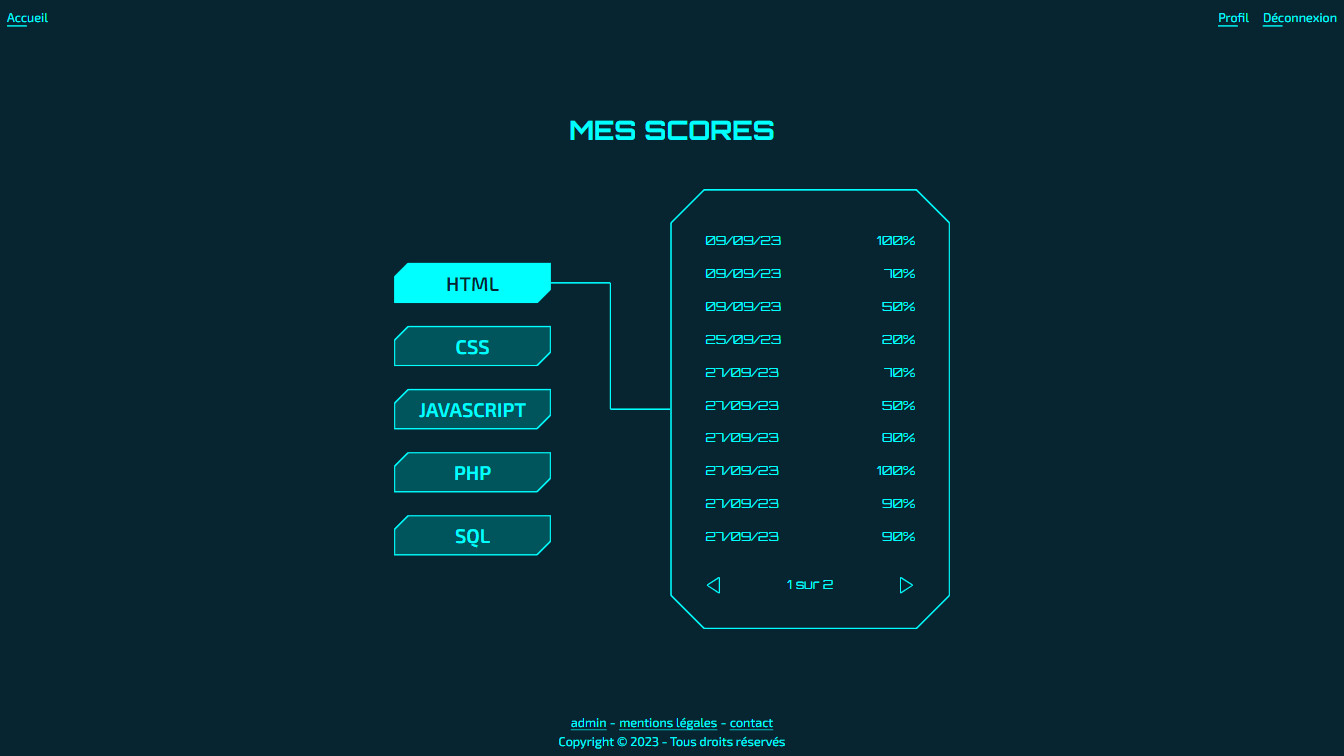 Accueil
Profil
Déconnexion
MES SCORES
HTML
CSS
JAVASCRIPT
PHP
SQL
09/09/23 100%
09/09/23 70%
09/09/23 50%
25/09/23 20%
27/09/23 70%
27/09/23 50%
27/09/23 80%
27/09/23 100%
27/09/23 90%
27/09/23 90%
1 sur 2
admin - mentions légales - contact
Copyright © 2023 - Tous droits réservés